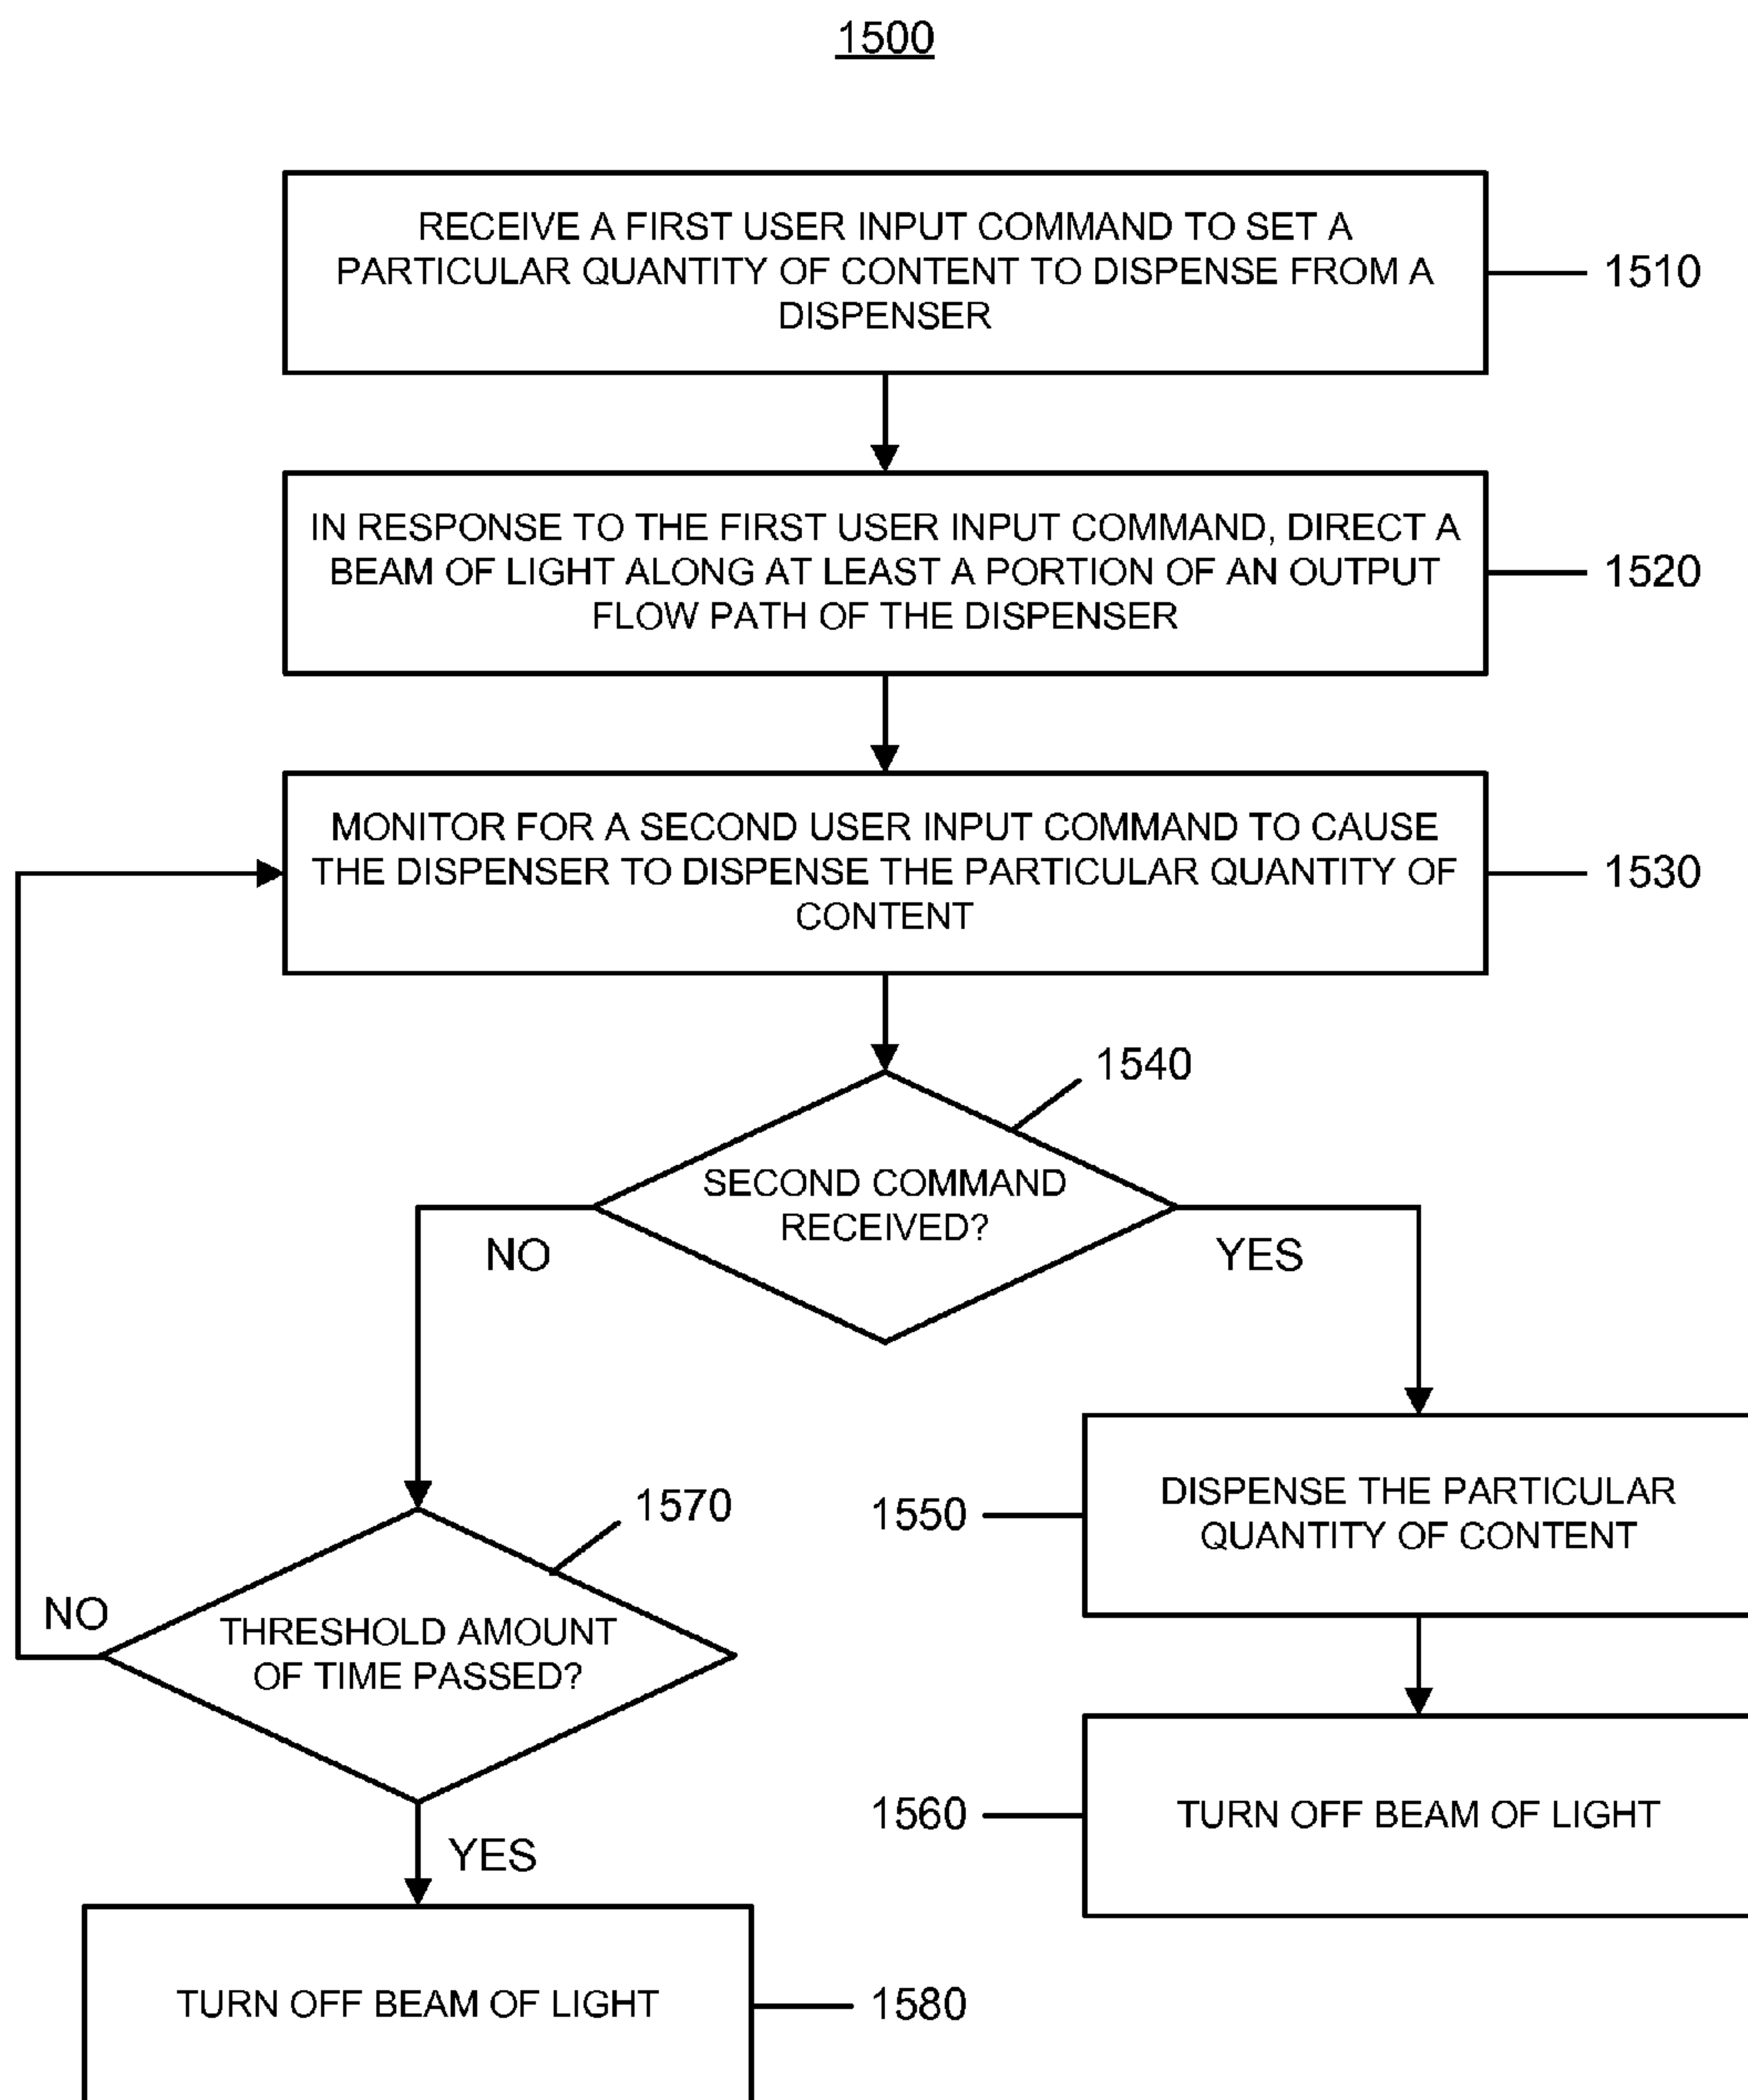 1500
RECEIVE A FIRST USER INPUT COMMAND TO SET A
PARTICULAR QUANTITY OF CONTENT TO DISPENSE FROM A
DISPENSER
1510
IN RESPONSE TO THE FIRST USER INPUT COMMAND, DIRECT A
BEAM OF LIGHT ALONG AT LEAST A PORTION OF AN OUTPUT
FLOW PATH OF THE DISPENSER
1520
MONITOR FOR A SECOND USER INPUT COMMAND TO CAUSE
THE DISPENSER TO DISPENSE THE PARTICULAR QUANTITY OF
CONTENT
1530
1540
SECOND COMMAND
RECEIVED?
NO
YES
1550
DISPENSE THE PARTICULAR
QUANTITY OF CONTENT
1570
THRESHOLD AMOUNT
OF TIME PASSED?
NO
YES
1560
TURN OFF BEAM OF LIGHT
TURN OFF BEAM OF LIGHT
1580